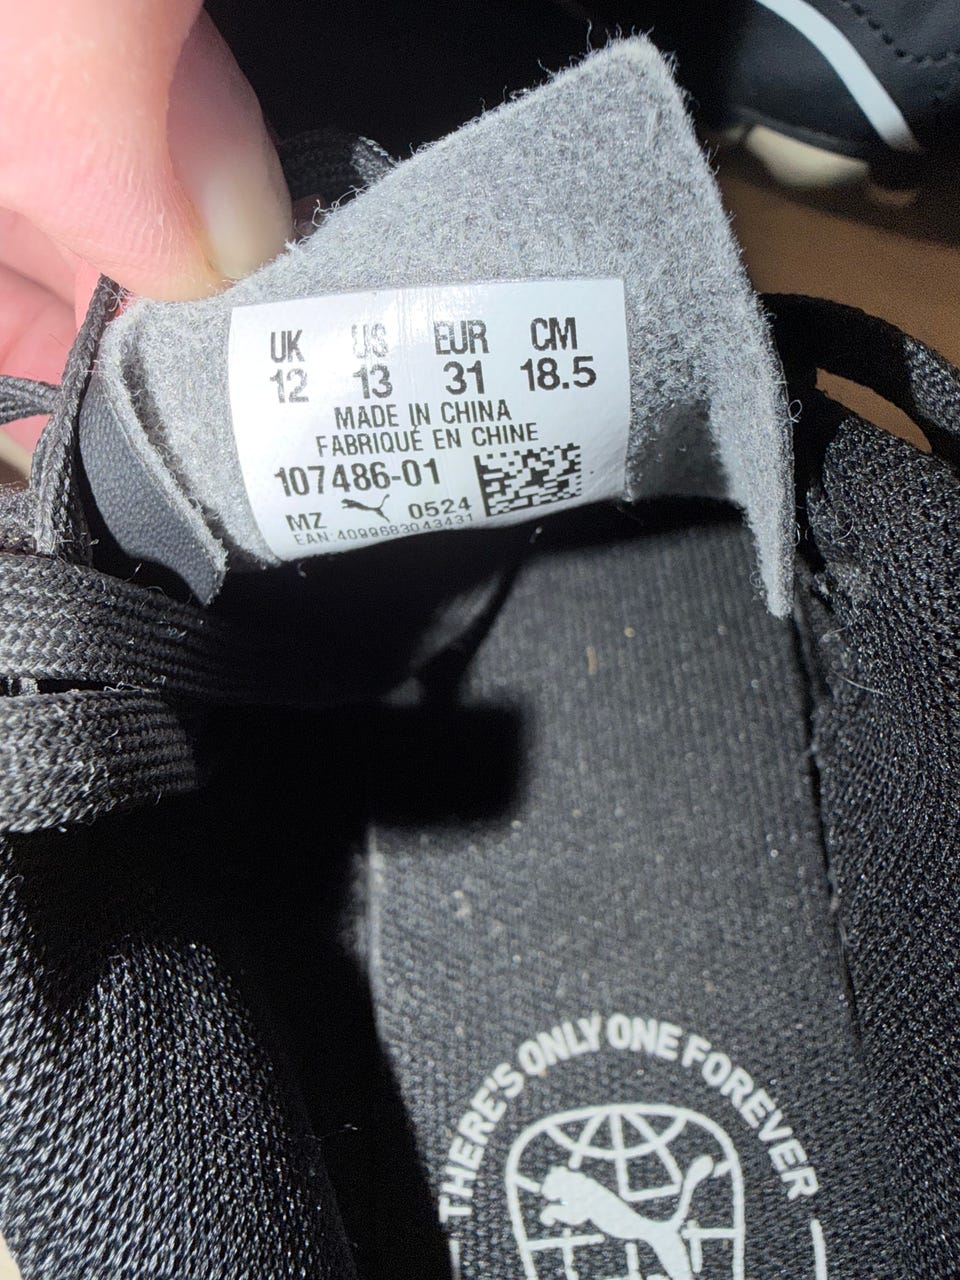 UK US EUR CM
12 13 31 18.5
MADE IN CHINA
FABRIQUÉ EN CHINE
107486-01
MZ 0524
EAN:4099683043431
THERE'S ONLY ONE FOREVER